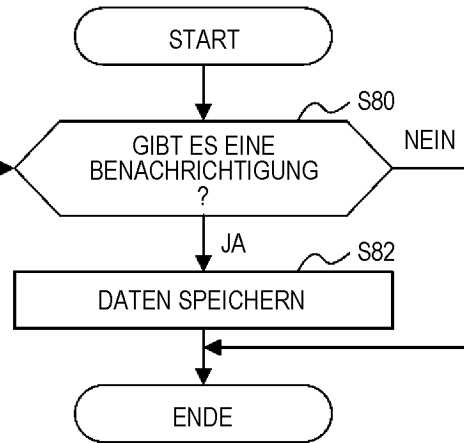 START
S80
GIBT ES EINE
BENACHRICHTIGUNG
?
NEIN
JA
S82
DATEN SPEICHERN
ENDE